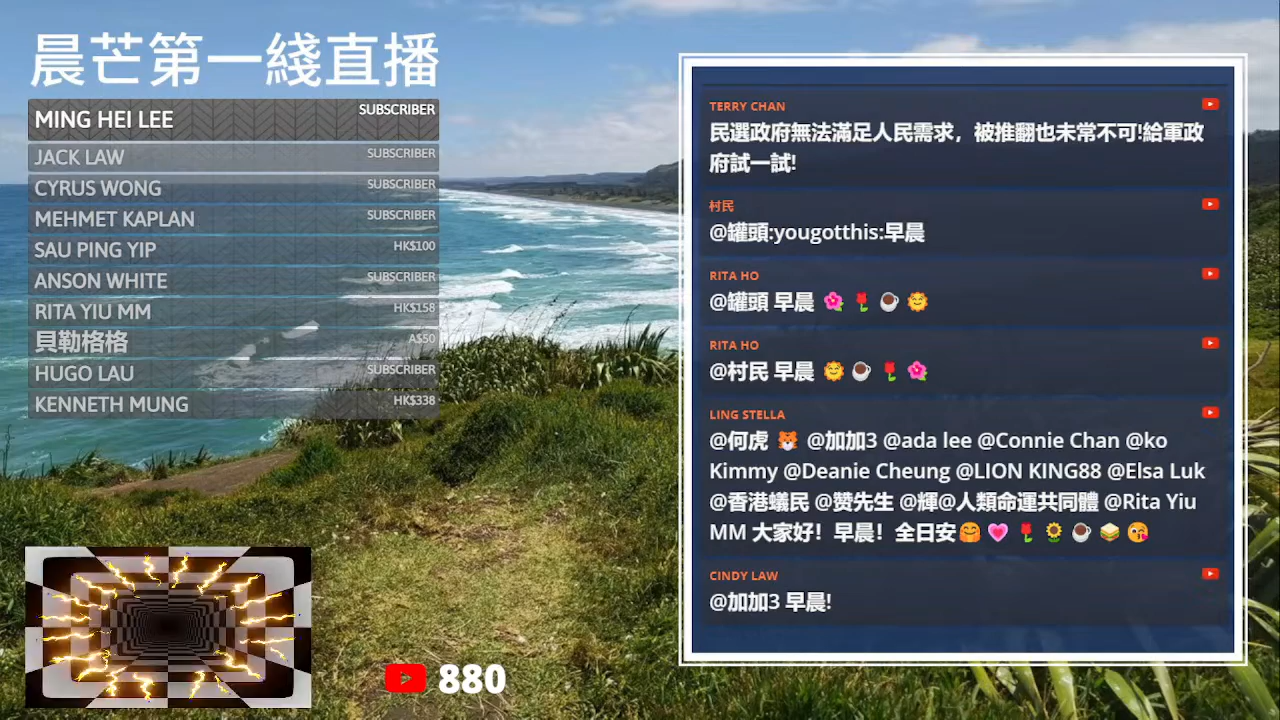 晨芒第一綫直播
MING HEI LEE SUBSCRIBER
JACK LAW SUBSCRIBER
CYRUS WONG SUBSCRIBER
MEHMET KAPLAN SUBSCRIBER
SAU PING YIP HK$100
ANSON WHITE SUBSCRIBER
RITA YIU MM HK$158
貝勒格格 A$50
HUGO LAU SUBSCRIBER
KENNETH MUNG HK$338
880
TERRY CHAN
民選政府無法滿足人民需求，被推翻也未常不可!給軍政
府試一試!
村民
@罐頭:yougotthis:早晨
RITA HO
@罐頭 早晨 🌺 🌷 ☕ 🌞
RITA HO
@村民 早晨 🌞 ☕ 🌷 🌺
LING STELLA
@何虎 🐯 @加加3 @ada lee @Connie Chan @ko
Kimmy @Deanie Cheung @LION KING88 @Elsa Luk
@香港蟻民 @赞先生 @輝@人類命運共同體 @Rita Yiu
MM 大家好！早晨！全日安🤗 💗 🌷 🌻 ☕ 🥪 😘
CINDY LAW
@加加3 早晨!